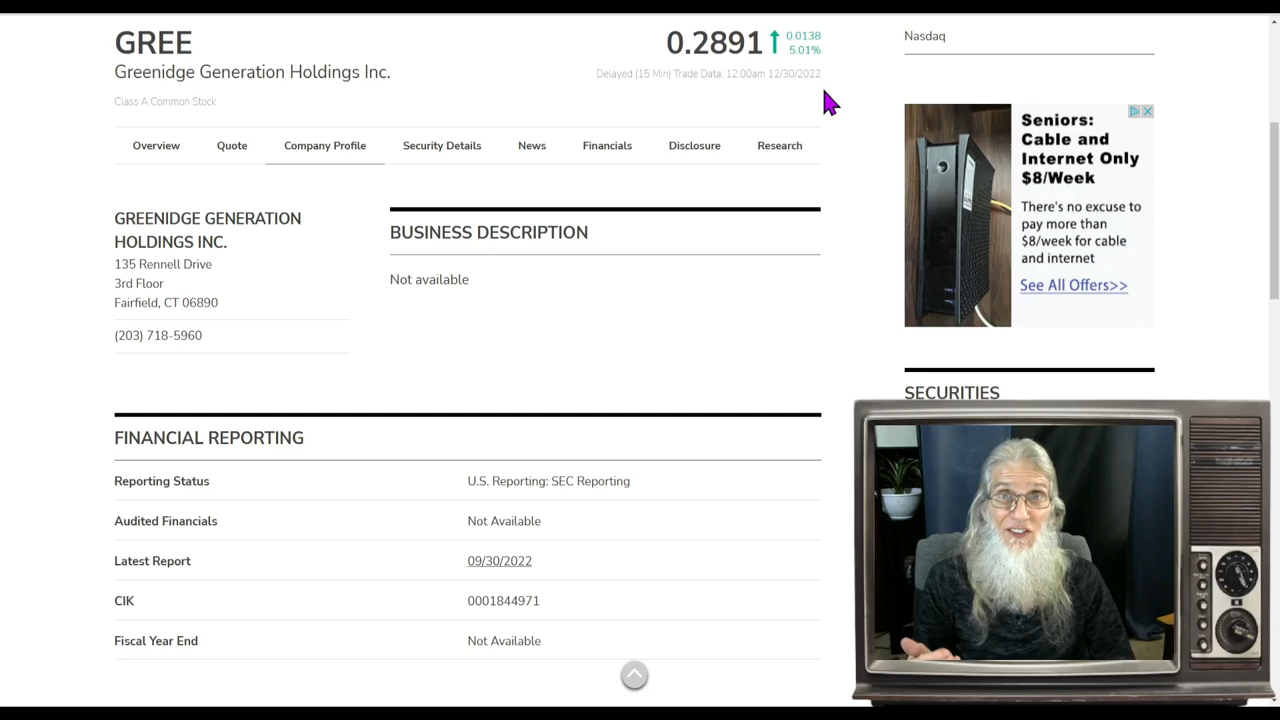 GREE
Greenidge Generation Holdings Inc.
Class A Common Stock
0.2891
0.0138
5.01%
Delayed (15 Min) Trade Data: 12:00am 12/30/2022
Overview Quote Company Profile Security Details News Financials Disclosure Research
GREENIDGE GENERATION
HOLDINGS INC.
135 Rennell Drive
3rd Floor
Fairfield, CT 06890
(203) 718-5960
BUSINESS DESCRIPTION
Not available
FINANCIAL REPORTING
Reporting Status U.S. Reporting: SEC Reporting
Audited Financials Not Available
Latest Report 09/30/2022
CIK 0001844971
Fiscal Year End Not Available
Nasdaq
Seniors:
Cable and
Internet Only
$8/Week
There's no excuse to
pay more than
$8/week for cable
and internet
See All Offers>>
SECURITIES